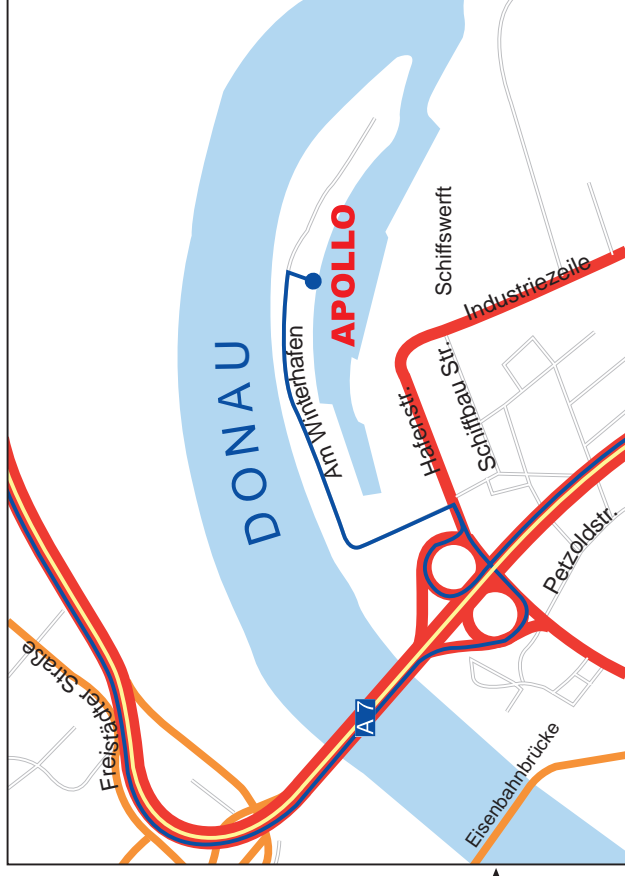 DONAU
Am Winterhafen
APOLLO
Schiffswerft
Industriezeile
Hafenstr.
Schiffbau Str.
Petzoldstr.
Freistädter Straße
A 7
Eisenbahnbrücke